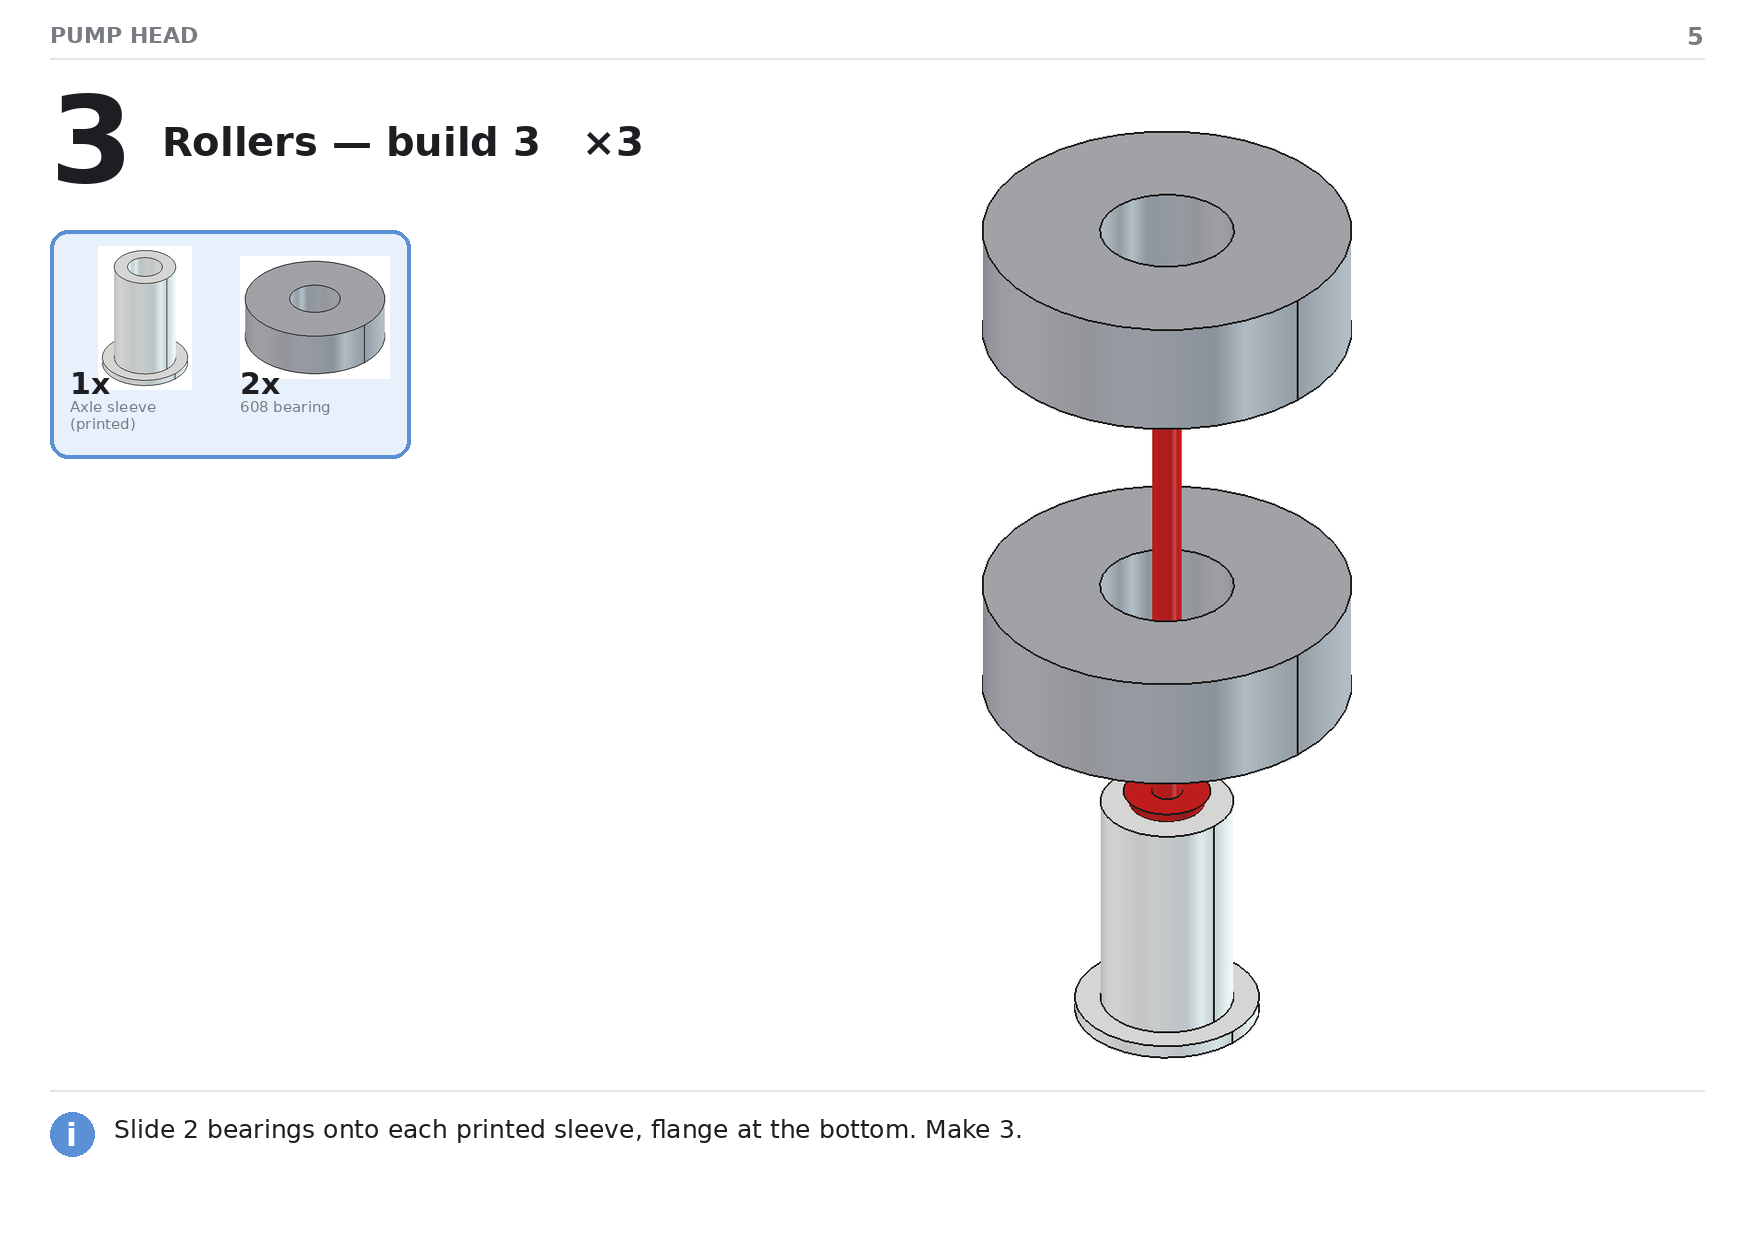 PUMP HEAD 5
3 Rollers — build 3 ×3
1x 2x
Axle sleeve (printed)
608 bearing
i Slide 2 bearings onto each printed sleeve, flange at the bottom. Make 3.